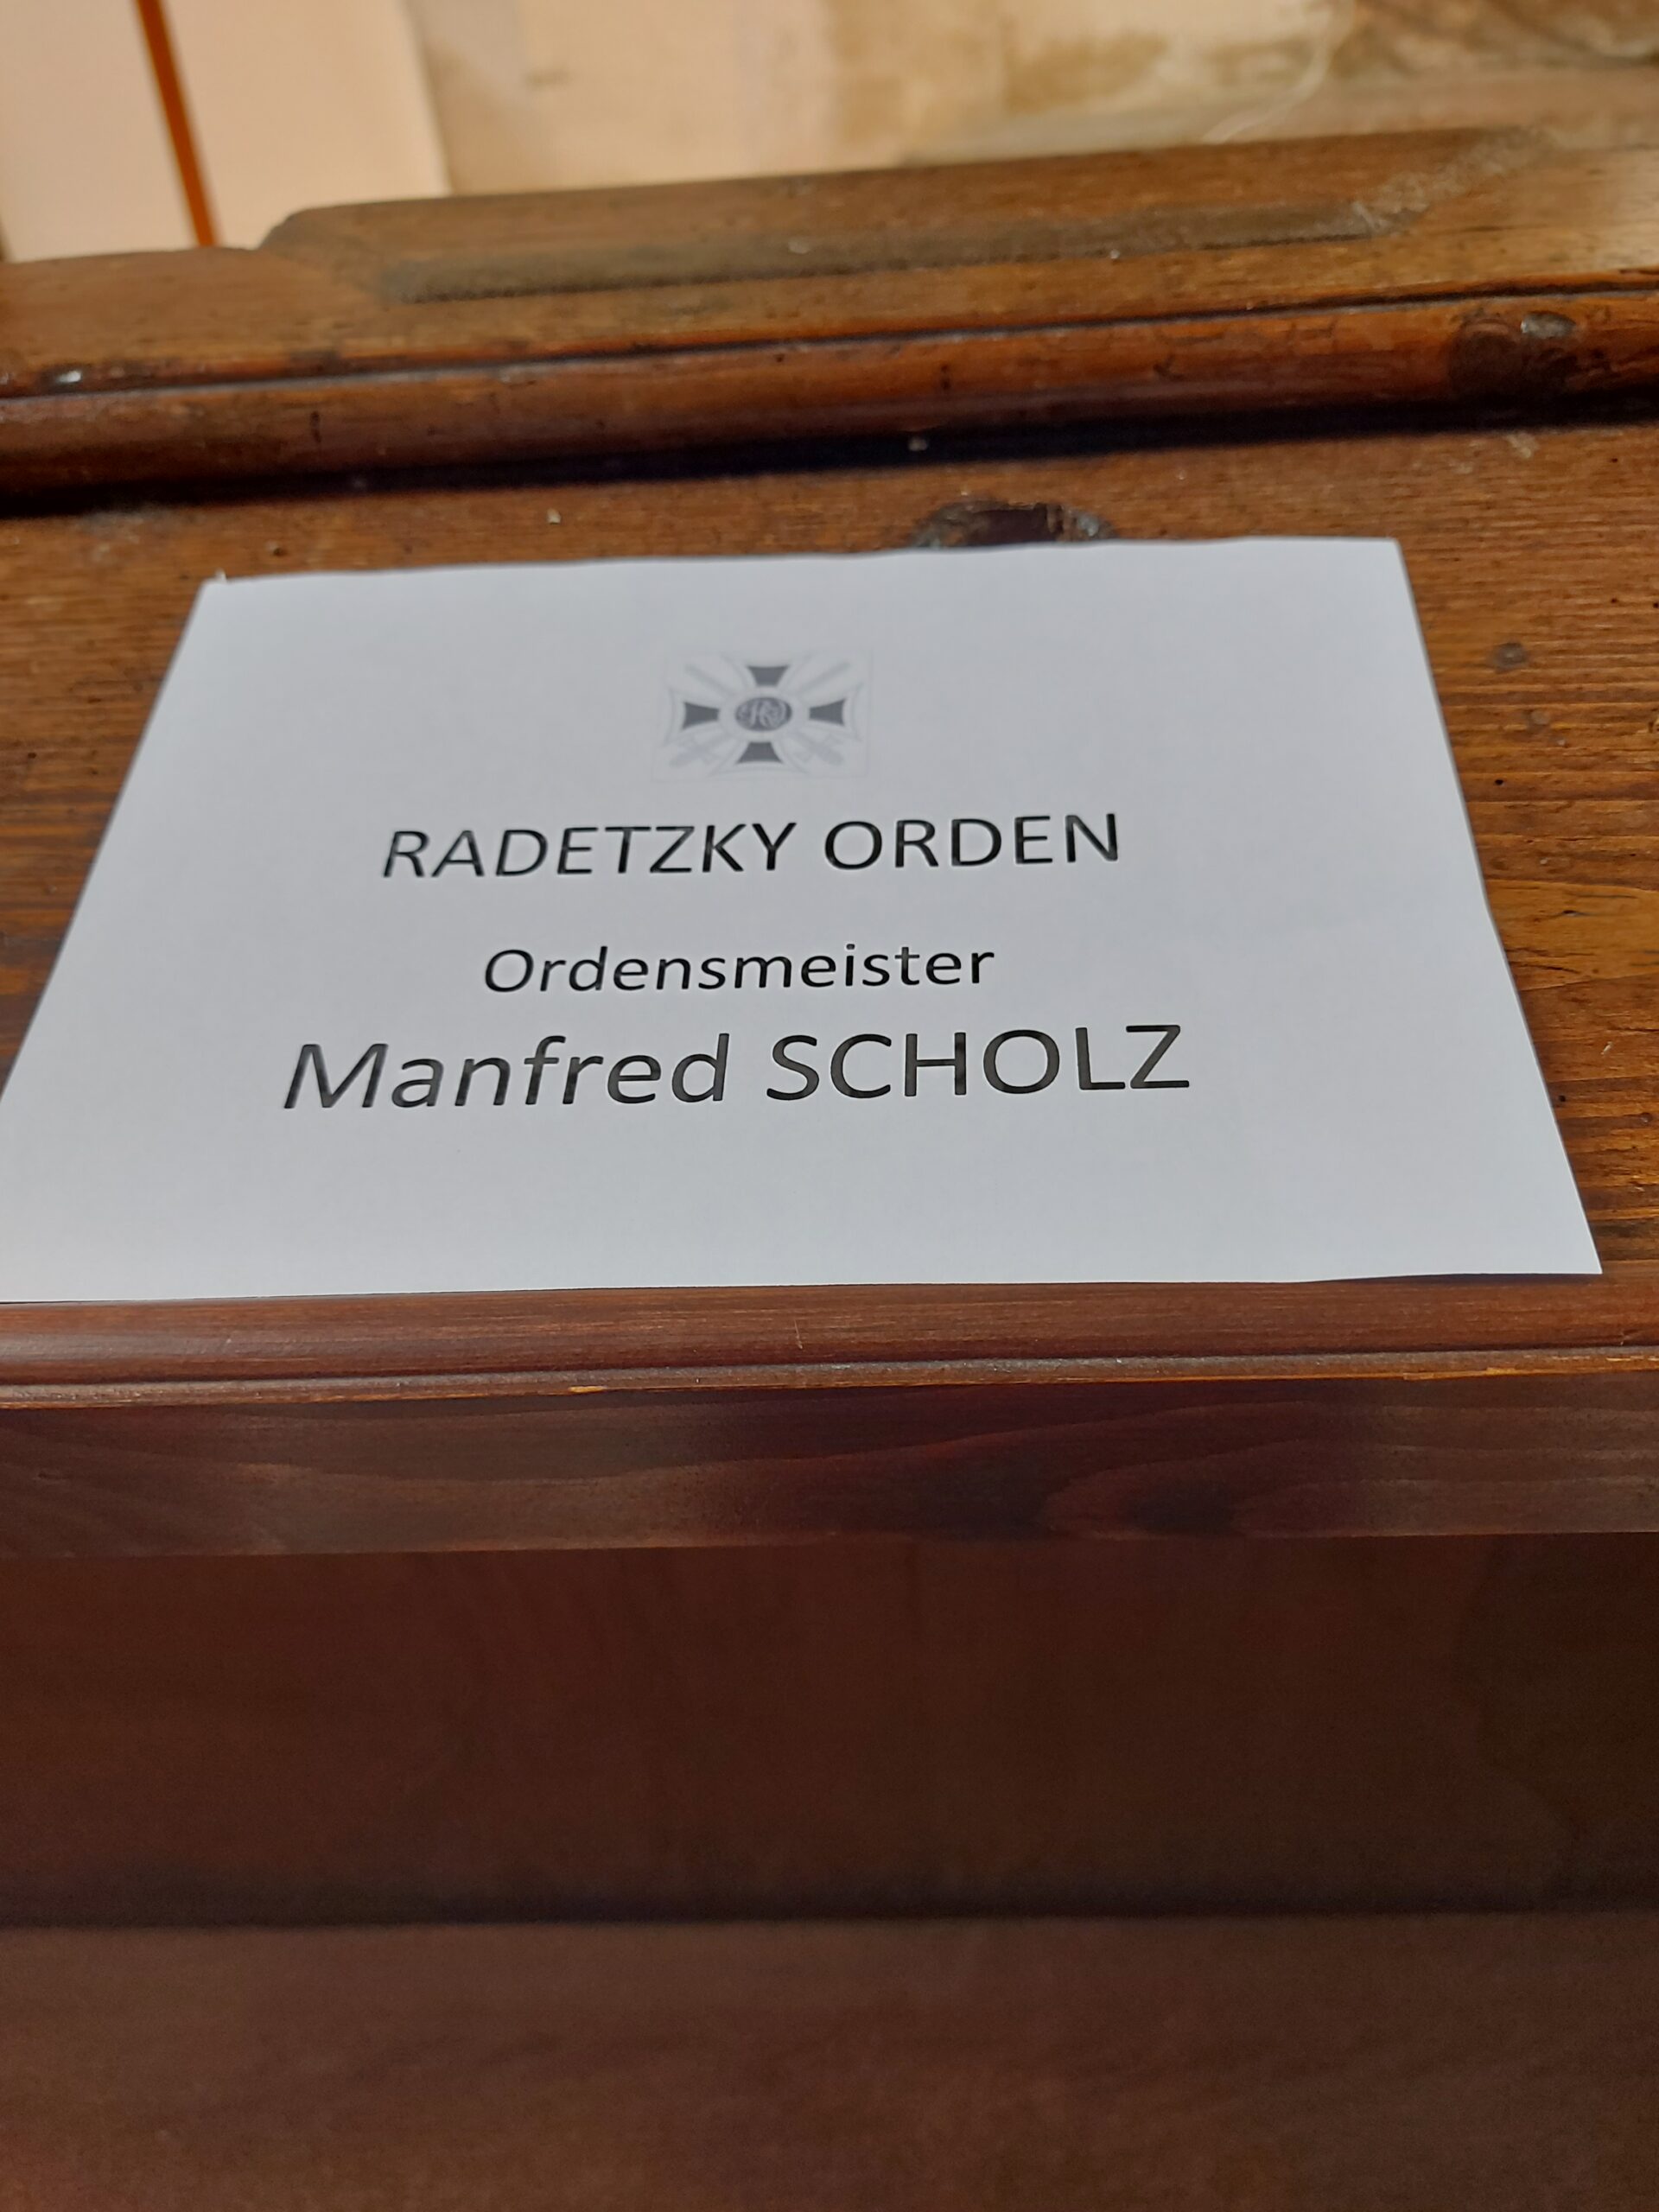 RADETZKY ORDEN
Ordensmeister
Manfred SCHOLZ